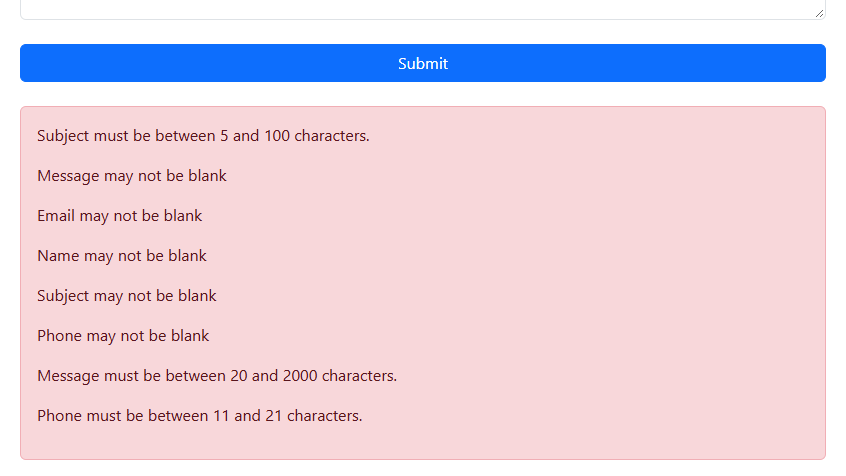 Submit
Subject must be between 5 and 100 characters.
Message may not be blank
Email may not be blank
Name may not be blank
Subject may not be blank
Phone may not be blank
Message must be between 20 and 2000 characters.
Phone must be between 11 and 21 characters.